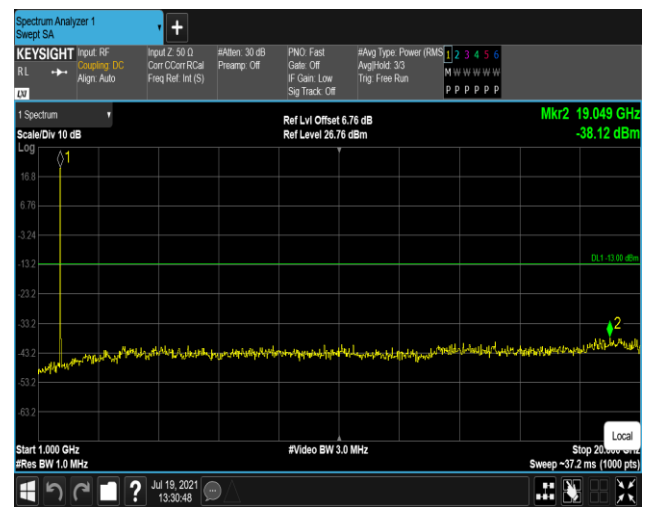 Spectrum Analyzer 1
Swept SA
+
KEYSIGHT
RL
LXI
Input: RF
Coupling: DC
Align: Auto
Input Z: 50 Ω
Corr CCorr RCal
Freq Ref: Int (S)
#Atten: 30 dB
Preamp: Off
PNO: Fast
Gate: Off
IF Gain: Low
Sig Track: Off
#Avg Type: Power (RMS
Avg|Hold: 3/3
Trig: Free Run
1 2 3 4 5 6
M W W W W W
P P P P P P
1 Spectrum
Scale/Div 10 dB
Log
Ref Lvl Offset 6.76 dB
Ref Level 26.76 dBm
Mkr2 19.049 GHz
-38.12 dBm
1
16.8
6.76
-3.24
-13.2
DL1 -13.00 dBm
-23.2
-33.2
2
-43.2
-53.2
-63.2
Local
Start 1.000 GHz
#Res BW 1.0 MHz
#Video BW 3.0 MHz
Stop 20.000 GHz
Sweep ~37.2 ms (1000 pts)
?
Jul 19, 2021
13:30:48